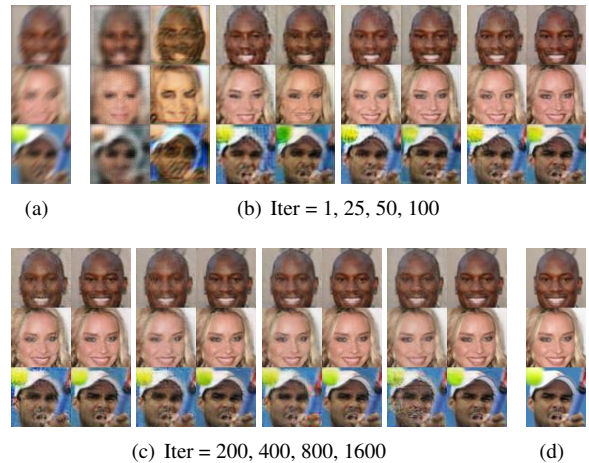 (a)
(b) Iter = 1, 25, 50, 100
(c) Iter = 200, 400, 800, 1600
(d)